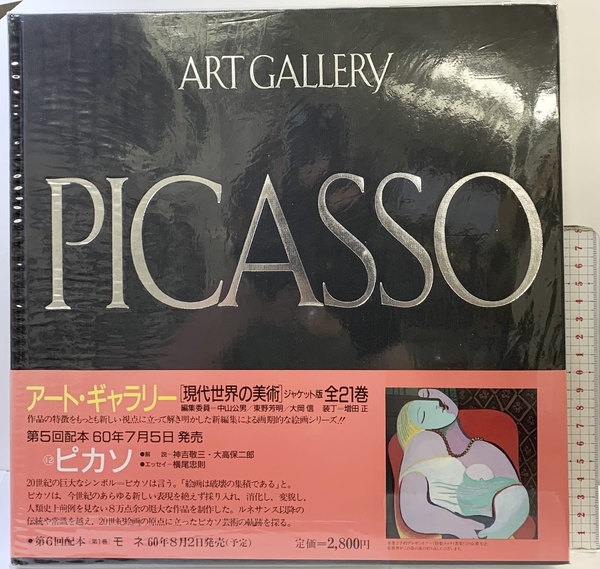 ART GALLERY
PICASSO
アート・ギャラリー[現代世界の美術]ジャケット版 全21巻
編集委員―中山公男/東野芳明/大岡 信 装丁―増田 正
作品の特徴をもっとも新しい視点に立って解き明かした新編集による画期的な絵画シリーズ!!
第5回配本 60年7月5日 発売
⑫ピカソ
●解 説―神吉敬三・大高保二郎
●エッセイ―横尾忠則
20世紀の巨大なシンボル=ピカソは言う。「絵画は破壊の集積である」と。
ピカソは、今世紀のあらゆる新しい表現を絶えず採り入れ、消化し、変貌し、
人類史上前例を見ない8万点余の厖大な作品を制作した。ルネサンス以降の
伝統や常識を越え、20世紀絵画の原点に立ったピカソ芸術の軌跡を探る。
●第6回配本(第1巻) モ ネ/60年8月2日発売(予定) 定価=2,800円